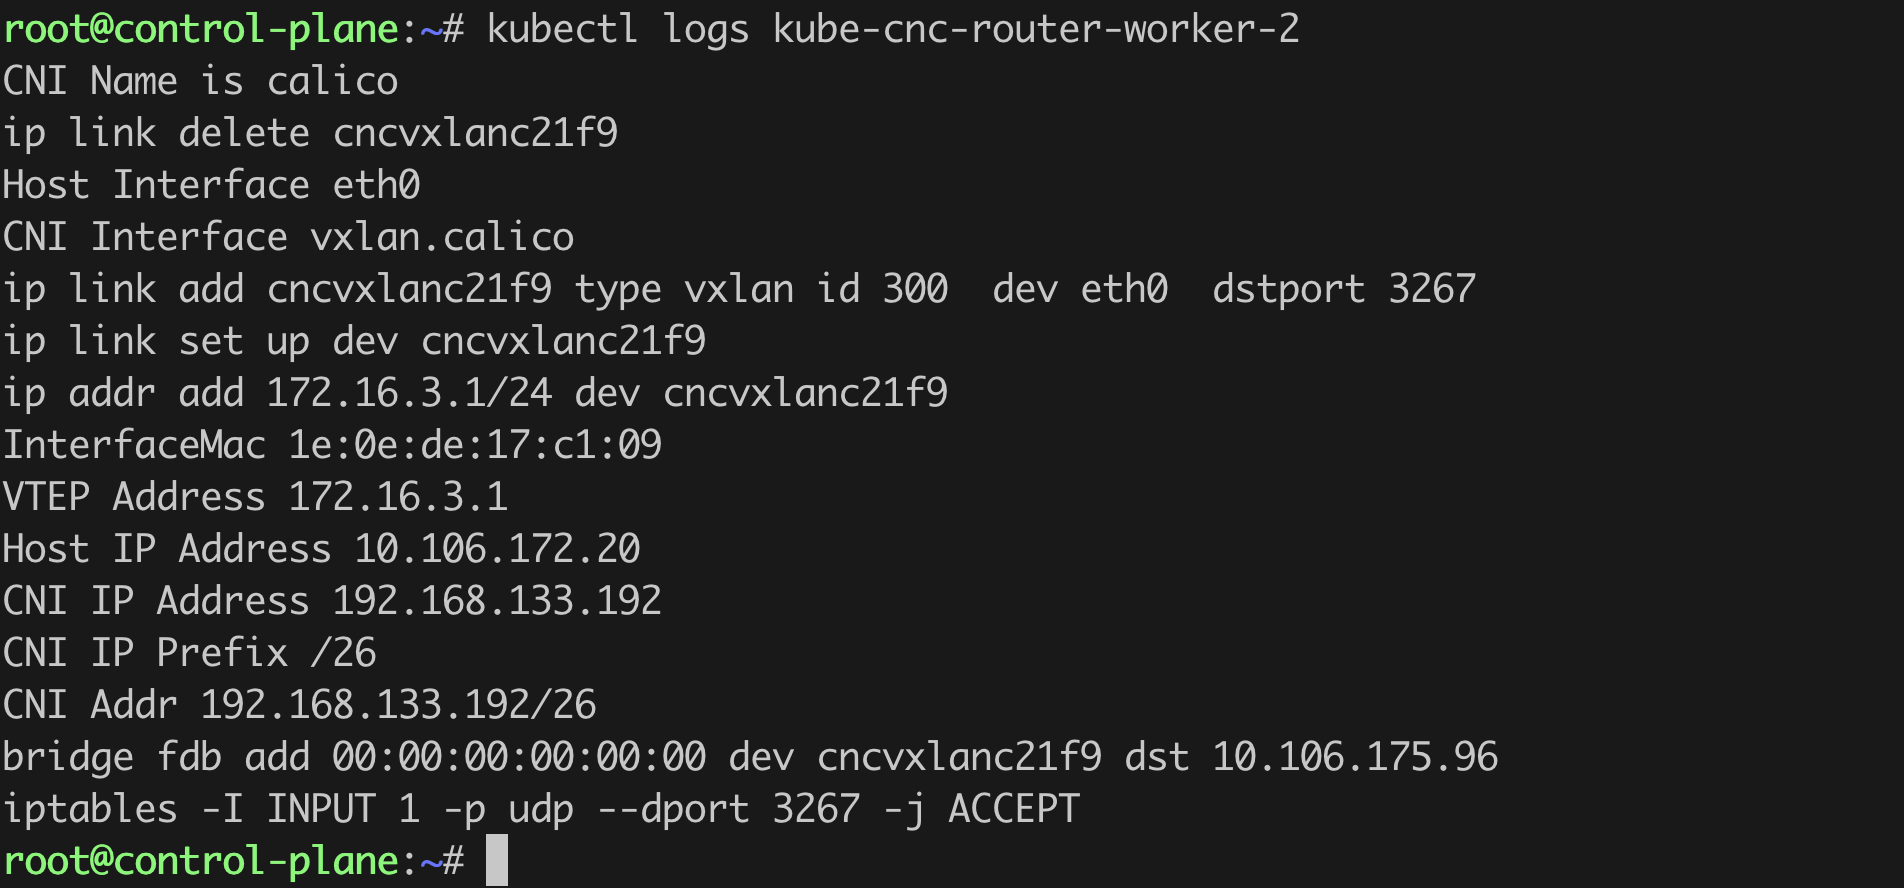 root@control-plane:~# kubectl logs kube-cnc-router-worker-2
CNI Name is calico
ip link delete cncvxlanc21f9
Host Interface eth0
CNI Interface vxlan.calico
ip link add cncvxlanc21f9 type vxlan id 300  dev eth0  dstport 3267
ip link set up dev cncvxlanc21f9
ip addr add 172.16.3.1/24 dev cncvxlanc21f9
InterfaceMac 1e:0e:de:17:c1:09
VTEP Address 172.16.3.1
Host IP Address 10.106.172.20
CNI IP Address 192.168.133.192
CNI IP Prefix /26
CNI Addr 192.168.133.192/26
bridge fdb add 00:00:00:00:00:00 dev cncvxlanc21f9 dst 10.106.175.96
iptables -I INPUT 1 -p udp --dport 3267 -j ACCEPT
root@control-plane:~#